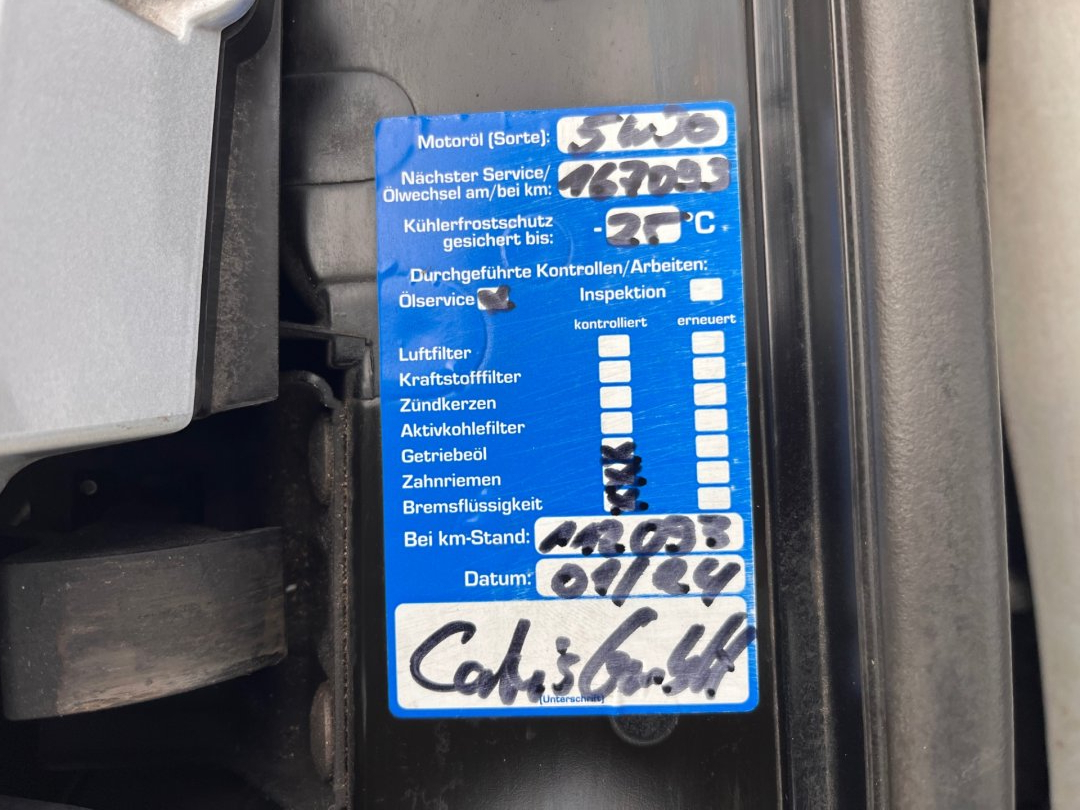 Motoröl (Sorte): 5W30
Nächster Service/
Ölwechsel am/bei km: 167093
Kühlerfrostschutz
gesichert bis: -25°C
Durchgeführte Kontrollen/Arbeiten:
Ölservice Inspektion
kontrolliert erneuert
Luftfilter
Kraftstofffilter
Zündkerzen
Aktivkohlefilter
Getriebeöl
Zahnriemen
Bremsflüssigkeit
Bei km-Stand:
Datum: 01/24
GmbH
(Unterschrift)